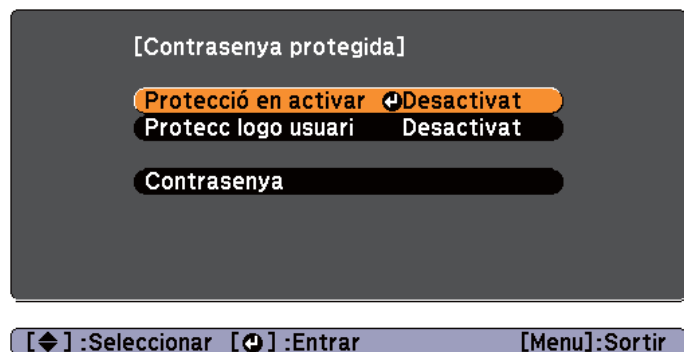 [Contrasenya protegida]
Protecció en activar Desactivat
Protecc logo usuari Desactivat
Contrasenya
[ ] :Seleccionar [ ] :Entrar [Menu]:Sortir